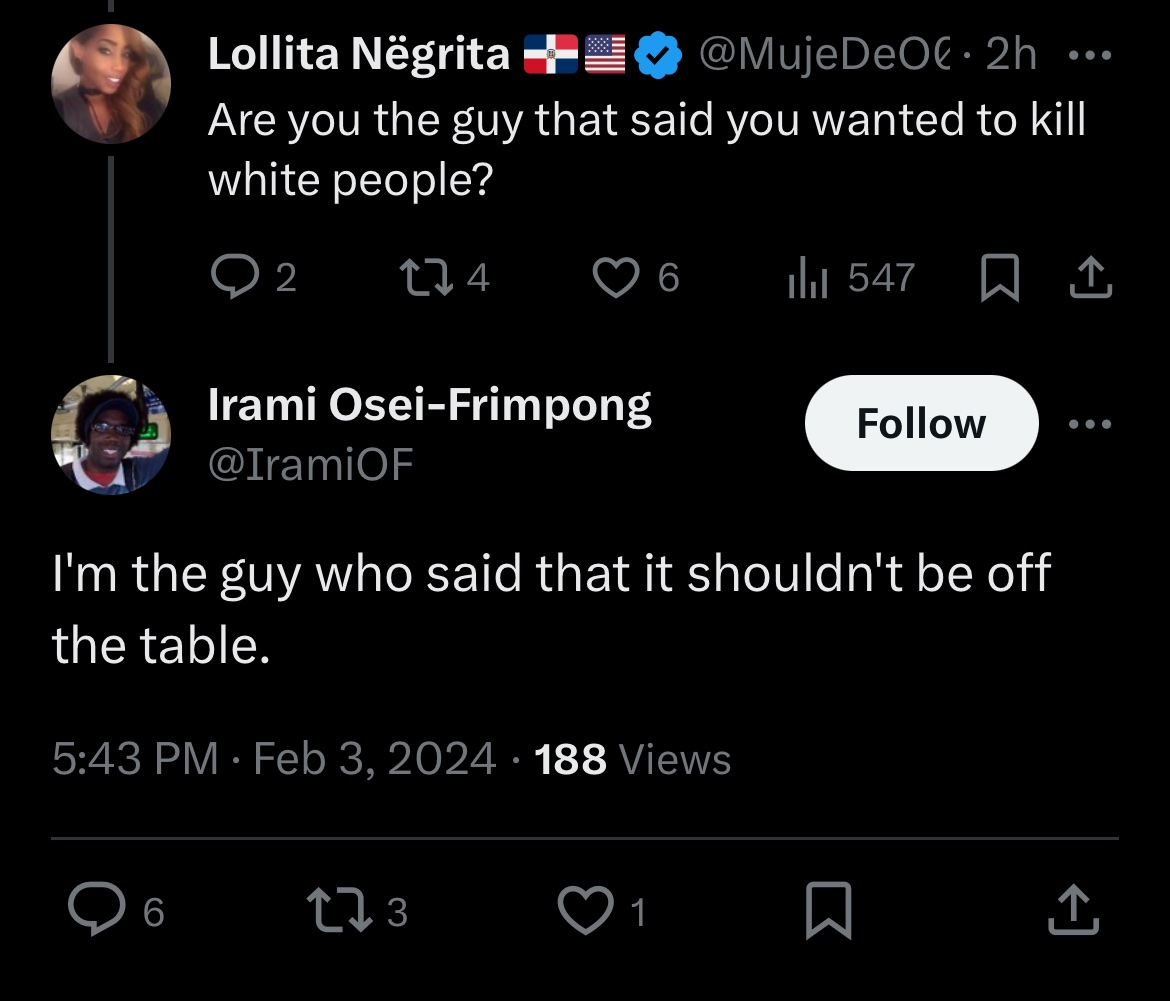 Lollita Nëgrita @MujeDeO · 2h
Are you the guy that said you wanted to kill
white people?
2 4 6 547
Irami Osei-Frimpong
Follow
@IramiOF
I'm the guy who said that it shouldn't be off
the table.
5:43 PM · Feb 3, 2024 · 188 Views
6 3 1